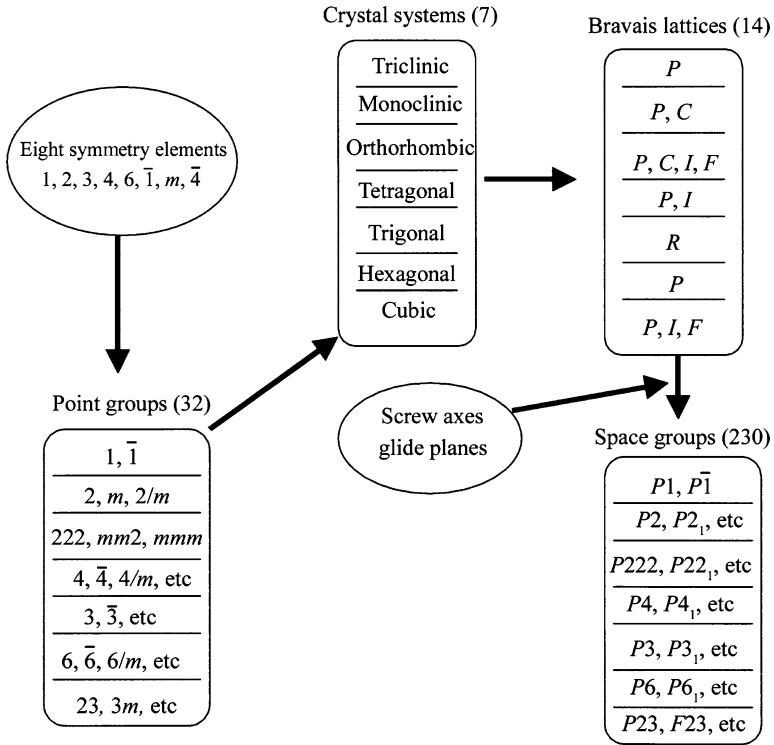 Crystal systems (7)
Triclinic
Monoclinic
Orthorhombic
Tetragonal
Trigonal
Hexagonal
Cubic
Bravais lattices (14)
P
P, C
P, C, I, F
P, I
R
P
P, I, F
Eight symmetry elements
1, 2, 3, 4, 6, 1̅, m, 4̅
Point groups (32)
1, 1̅
2, m, 2/m
222, mm2, mmm
4, 4̅, 4/m, etc
3, 3̅, etc
6, 6̅, 6/m, etc
23, 3m, etc
Screw axes
glide planes
Space groups (230)
P1, P1̅
P2, P2₁, etc
P222, P22₁, etc
P4, P4₁, etc
P3, P3₁, etc
P6, P6₁, etc
P23, F23, etc